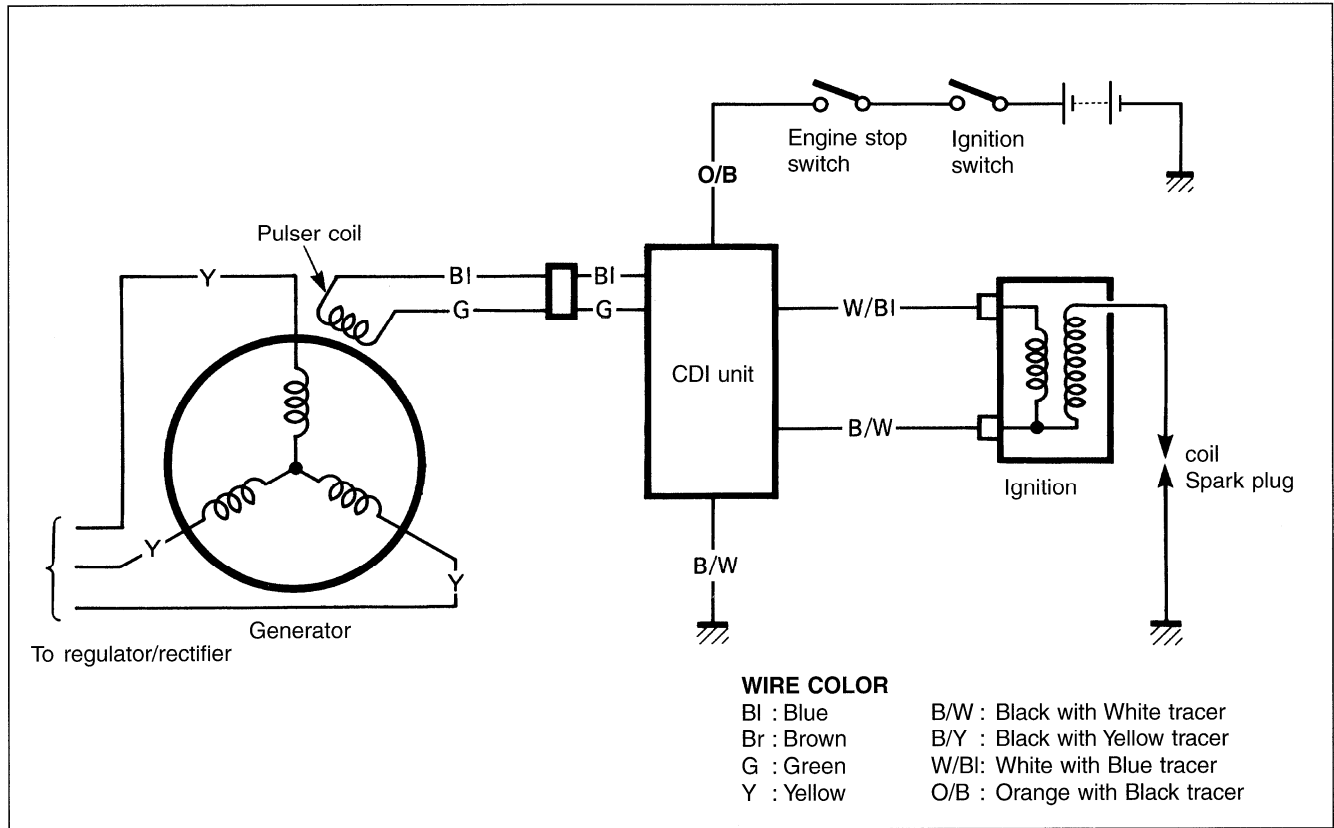 Engine stop
switch
Ignition
switch
O/B
Pulser coil
Y
Bl
Bl
G
G
W/Bl
CDI unit
B/W
coil
Spark plug
Ignition
Y
Y
B/W
Generator
To regulator/rectifier
WIRE COLOR
Bl : Blue
Br : Brown
G : Green
Y : Yellow
B/W : Black with White tracer
B/Y : Black with Yellow tracer
W/Bl: White with Blue tracer
O/B : Orange with Black tracer